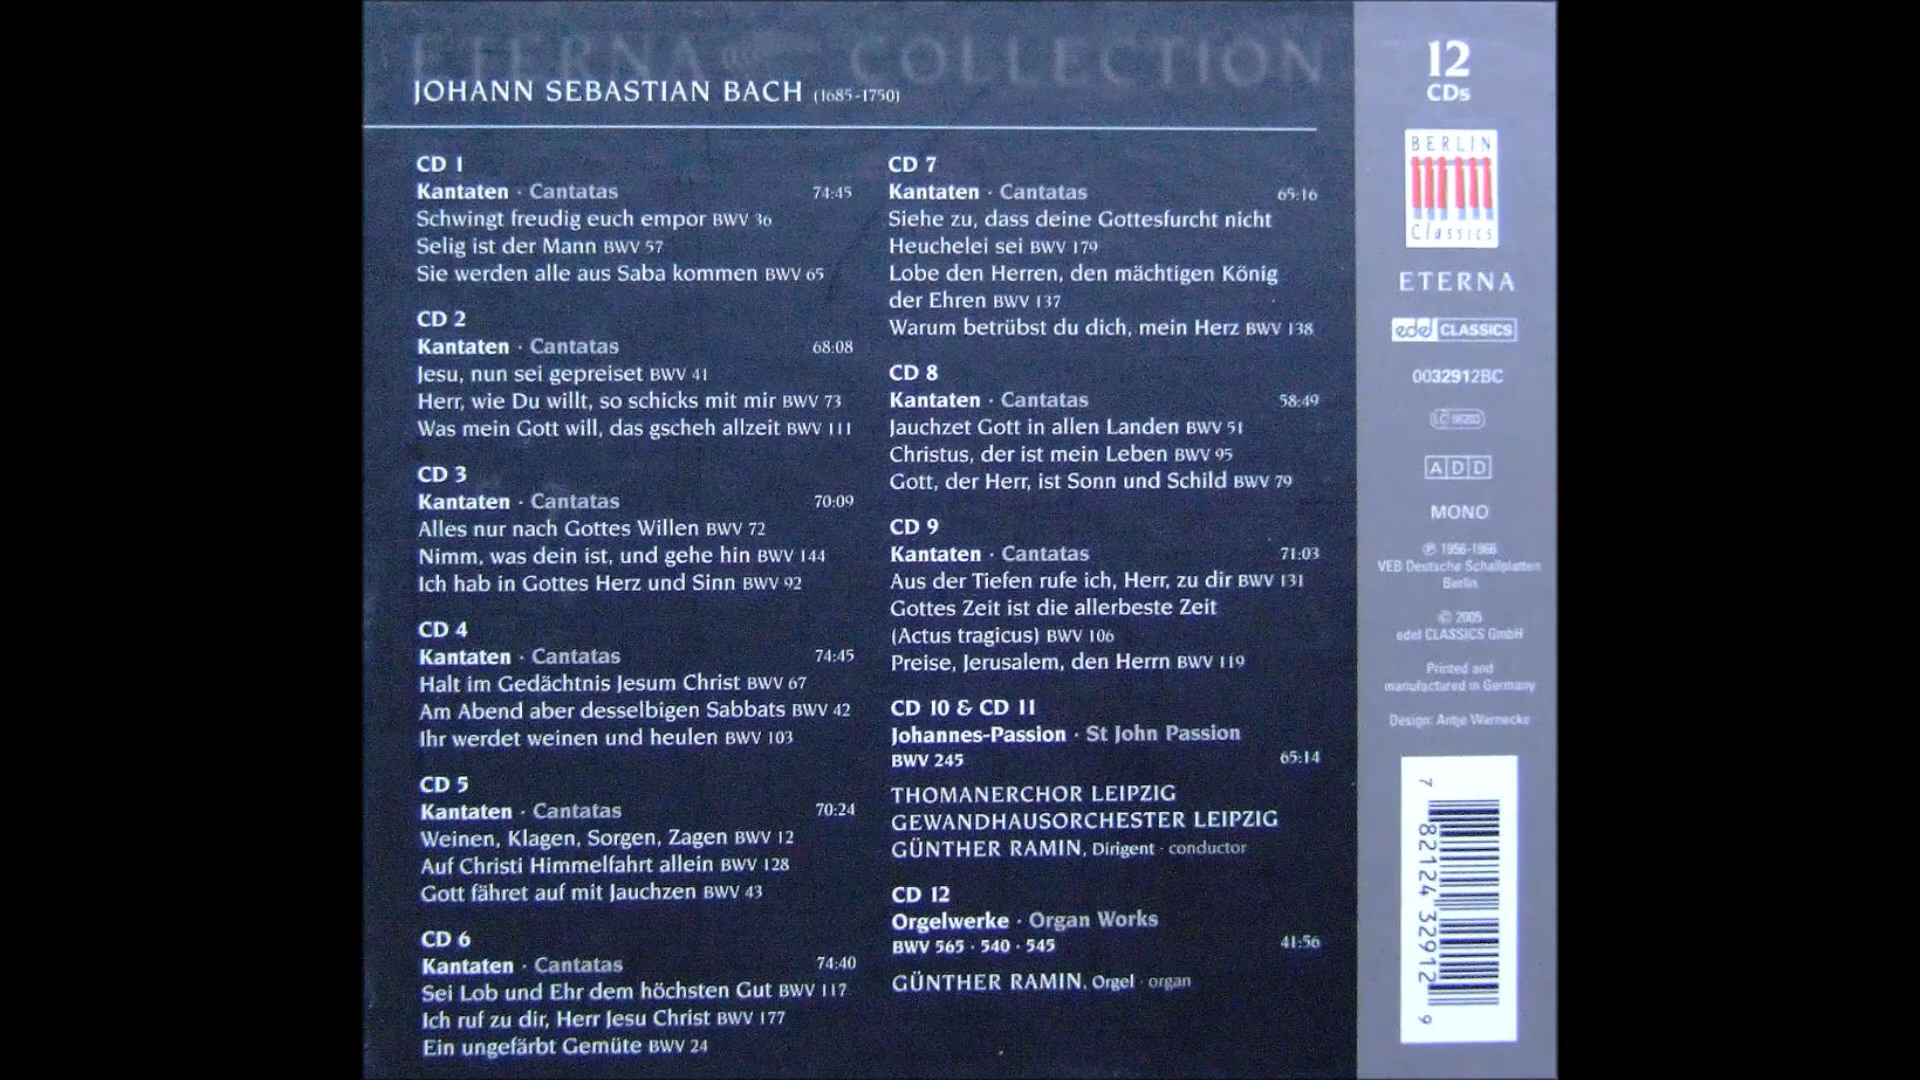 ETERNA COLLECTION
JOHANN SEBASTIAN BACH (1685-1750)
CD 1
Kantaten · Cantatas 74:45
Schwingt freudig euch empor BWV 36
Selig ist der Mann BWV 57
Sie werden alle aus Saba kommen BWV 65
CD 2
Kantaten · Cantatas 68:08
Jesu, nun sei gepreiset BWV 41
Herr, wie Du willt, so schicks mit mir BWV 73
Was mein Gott will, das gscheh allzeit BWV 111
CD 3
Kantaten · Cantatas 70:09
Alles nur nach Gottes Willen BWV 72
Nimm, was dein ist, und gehe hin BWV 144
Ich hab in Gottes Herz und Sinn BWV 92
CD 4
Kantaten · Cantatas 74:45
Halt im Gedächtnis Jesum Christ BWV 67
Am Abend aber desselbigen Sabbats BWV 42
Ihr werdet weinen und heulen BWV 103
CD 5
Kantaten · Cantatas 70:24
Weinen, Klagen, Sorgen, Zagen BWV 12
Auf Christi Himmelfahrt allein BWV 128
Gott fähret auf mit Jauchzen BWV 43
CD 6
Kantaten · Cantatas 74:40
Sei Lob und Ehr dem höchsten Gut BWV 117
Ich ruf zu dir, Herr Jesu Christ BWV 177
Ein ungefärbt Gemüte BWV 24
CD 7
Kantaten · Cantatas 65:16
Siehe zu, dass deine Gottesfurcht nicht
Heuchelei sei BWV 179
Lobe den Herren, den mächtigen König
der Ehren BWV 137
Warum betrübst du dich, mein Herz BWV 138
CD 8
Kantaten · Cantatas 58:49
Jauchzet Gott in allen Landen BWV 51
Christus, der ist mein Leben BWV 95
Gott, der Herr, ist Sonn und Schild BWV 79
CD 9
Kantaten · Cantatas 71:03
Aus der Tiefen rufe ich, Herr, zu dir BWV 131
Gottes Zeit ist die allerbeste Zeit
(Actus tragicus) BWV 106
Preise, Jerusalem, den Herrn BWV 119
CD 10 & CD 11
Johannes-Passion · St John Passion
BWV 245 65:14
THOMANERCHOR LEIPZIG
GEWANDHAUSORCHESTER LEIPZIG
GÜNTHER RAMIN, Dirigent · conductor
CD 12
Orgelwerke · Organ Works
BWV 565 · 540 · 545 41:56
GÜNTHER RAMIN, Orgel · organ
12
CDs
BERLIN
Classics
ETERNA
edel CLASSICS
0032912BC
LC 06203
ADD
MONO
℗ 1956-1966
VEB Deutsche Schallplatten
Berlin
© 2005
edel CLASSICS GmbH
Printed and
manufactured in Germany
Design: Antje Warnecke
7 82124 32912 9